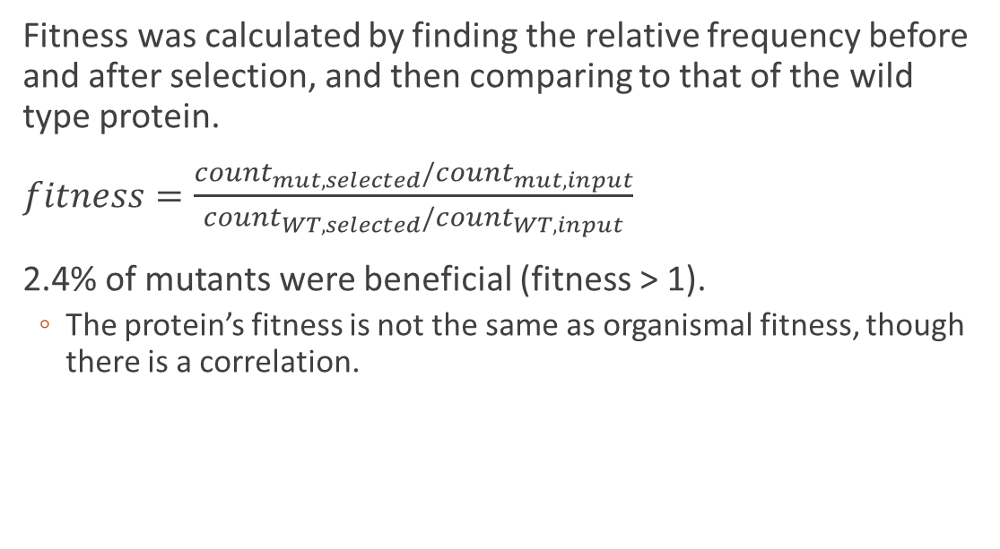 Fitness was calculated by finding the relative frequency before
and after selection, and then comparing to that of the wild
type protein.
fitness = \frac{count_{mut,selected}/count_{mut,input}}{count_{WT,selected}/count_{WT,input}}
2.4% of mutants were beneficial (fitness > 1).
◦ The protein’s fitness is not the same as organismal fitness, though
there is a correlation.